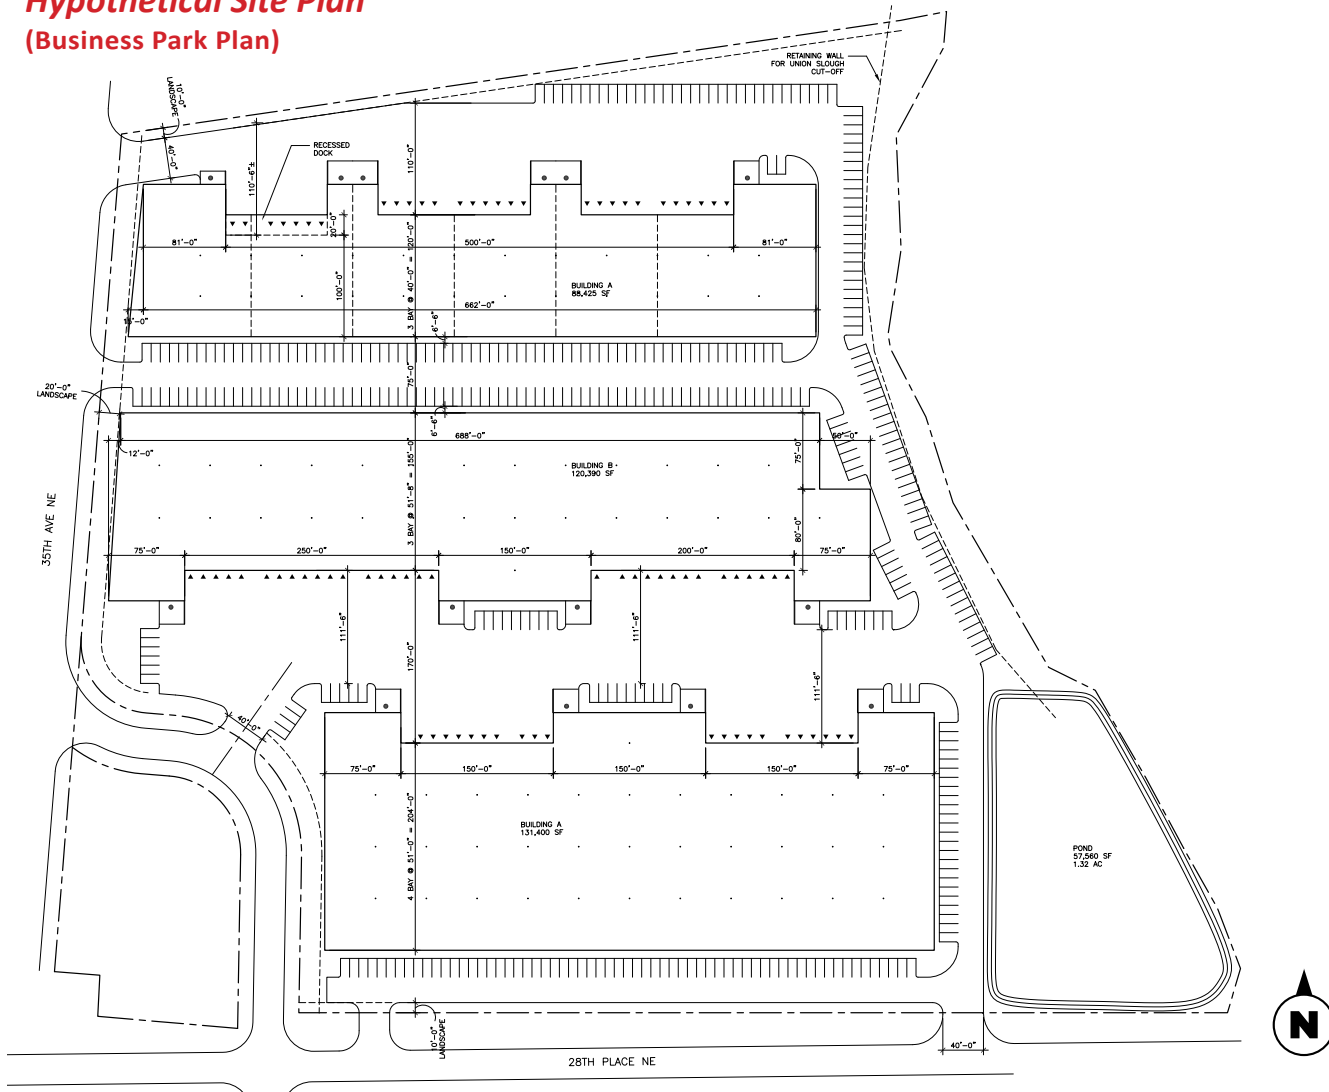 Hypothetical Site Plan
(Business Park Plan)
RETAINING WALL
FOR UNION SLOUGH
CUT-OFF
10'-0"
LANDSCAPE
40'-0"
110'-6"±
RECESSED
DOCK
110'-0"
20'-0"
81'-0"
500'-0"
81'-0"
100'-0"
3 BAY @ 40'-0" = 120'-0"
BUILDING A
88,425 SF
662'-0"
6'-6"
75'-0"
20'-0"
LANDSCAPE
6'-6"
688'-0"
12'-0"
75'-0"
3 BAY @ 51'-8" = 155'-0"
BUILDING B
120,390 SF
80'-0"
75'-0"
250'-0"
150'-0"
200'-0"
75'-0"
35TH AVE NE
111'-6"
170'-0"
111'-6"
111'-6"
40'-0"
75'-0"
150'-0"
150'-0"
150'-0"
75'-0"
4 BAY @ 51'-0" = 204'-0"
BUILDING A
131,400 SF
POND
57,560 SF
1.32 AC
10'-0"
LANDSCAPE
40'-0"
28TH PLACE NE
N